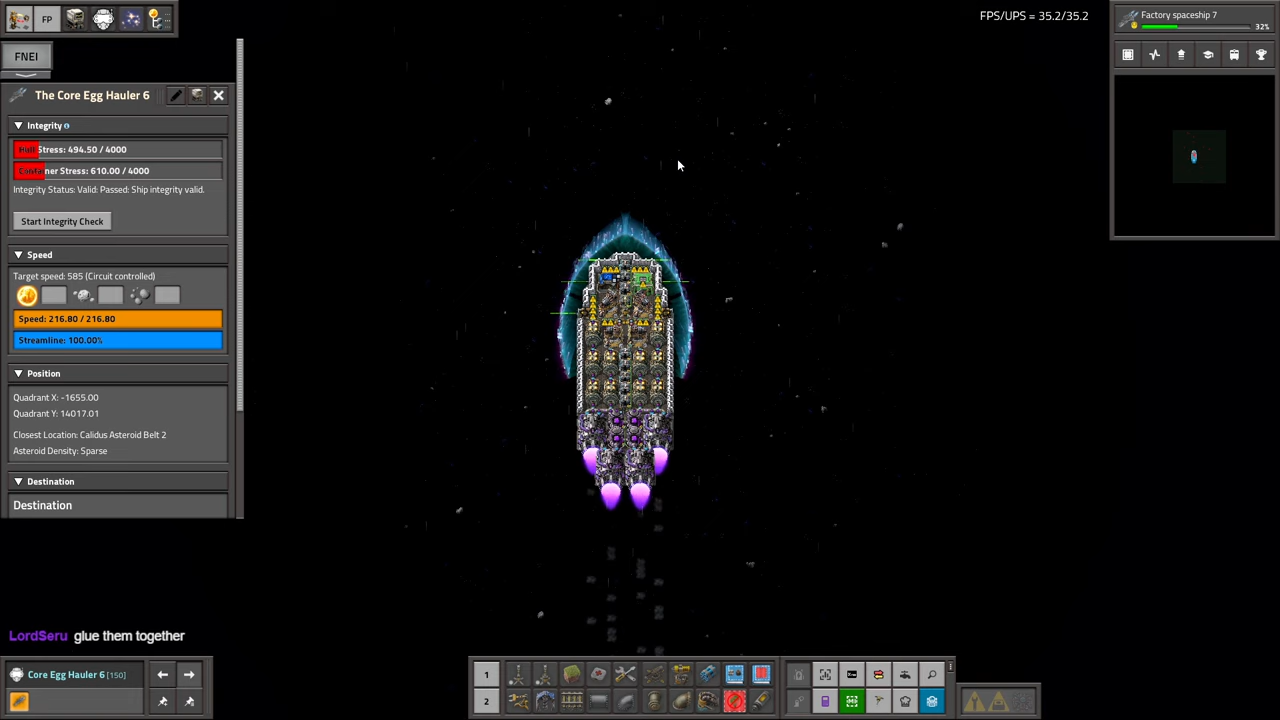 FP
FPS/UPS = 35.2/35.2
Factory spaceship 7
32%
FNEI
The Core Egg Hauler 6
Integrity
Hull Stress: 494.50 / 4000
Container Stress: 610.00 / 4000
Integrity Status: Valid: Passed: Ship integrity valid.
Start Integrity Check
Speed
Target speed: 585 (Circuit controlled)
Speed: 216.80 / 216.80
Streamline: 100.00%
Position
Quadrant X: -1655.00
Quadrant Y: 14017.01
Closest Location: Calidus Asteroid Belt 2
Asteroid Density: Sparse
Destination
Destination
LordSeru glue them together
Core Egg Hauler 6 [150]
1
2